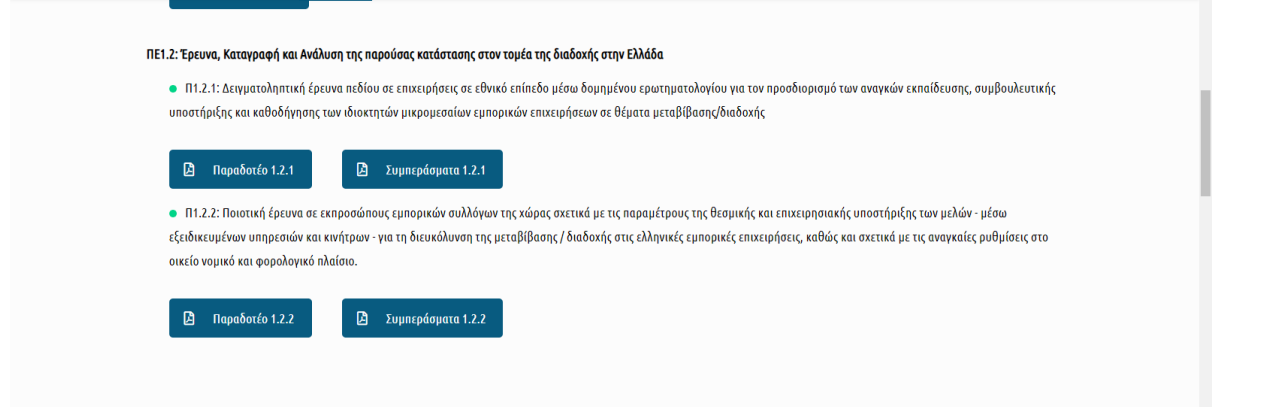 ΠΕ1.2: Έρευνα, Καταγραφή και Ανάλυση της παρούσας κατάστασης στον τομέα της διαδοχής στην Ελλάδα
Π1.2.1: Δειγματοληπτική έρευνα πεδίου σε επιχειρήσεις σε εθνικό επίπεδο μέσω δομημένου ερωτηματολογίου για τον προσδιορισμό των αναγκών εκπαίδευσης, συμβουλευτικής
υποστήριξης και καθοδήγησης των ιδιοκτητών μικρομεσαίων εμπορικών επιχειρήσεων σε θέματα μεταβίβασης/διαδοχής
Παραδοτέο 1.2.1 Συμπεράσματα 1.2.1
Π1.2.2: Ποιοτική έρευνα σε εκπροσώπους εμπορικών συλλόγων της χώρας σχετικά με τις παραμέτρους της θεσμικής και επιχειρησιακής υποστήριξης των μελών - μέσω
εξειδικευμένων υπηρεσιών και κινήτρων - για τη διευκόλυνση της μεταβίβασης / διαδοχής στις ελληνικές εμπορικές επιχειρήσεις, καθώς και σχετικά με τις αναγκαίες ρυθμίσεις στο
οικείο νομικό και φορολογικό πλαίσιο.
Παραδοτέο 1.2.2 Συμπεράσματα 1.2.2